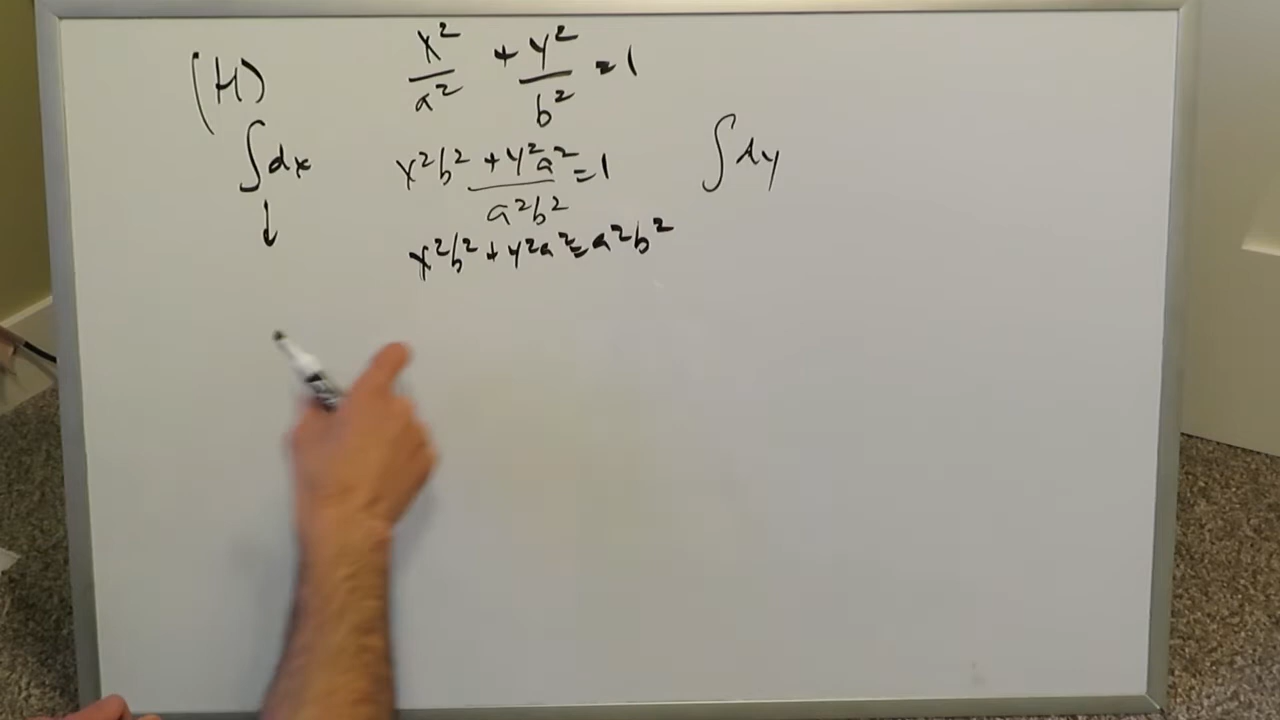 (H)
x²/a² + y²/b² = 1
∫dx
(x²b² + y²a²)/(a²b²) = 1
∫dy
↓
x²b² + y²a² = a²b²